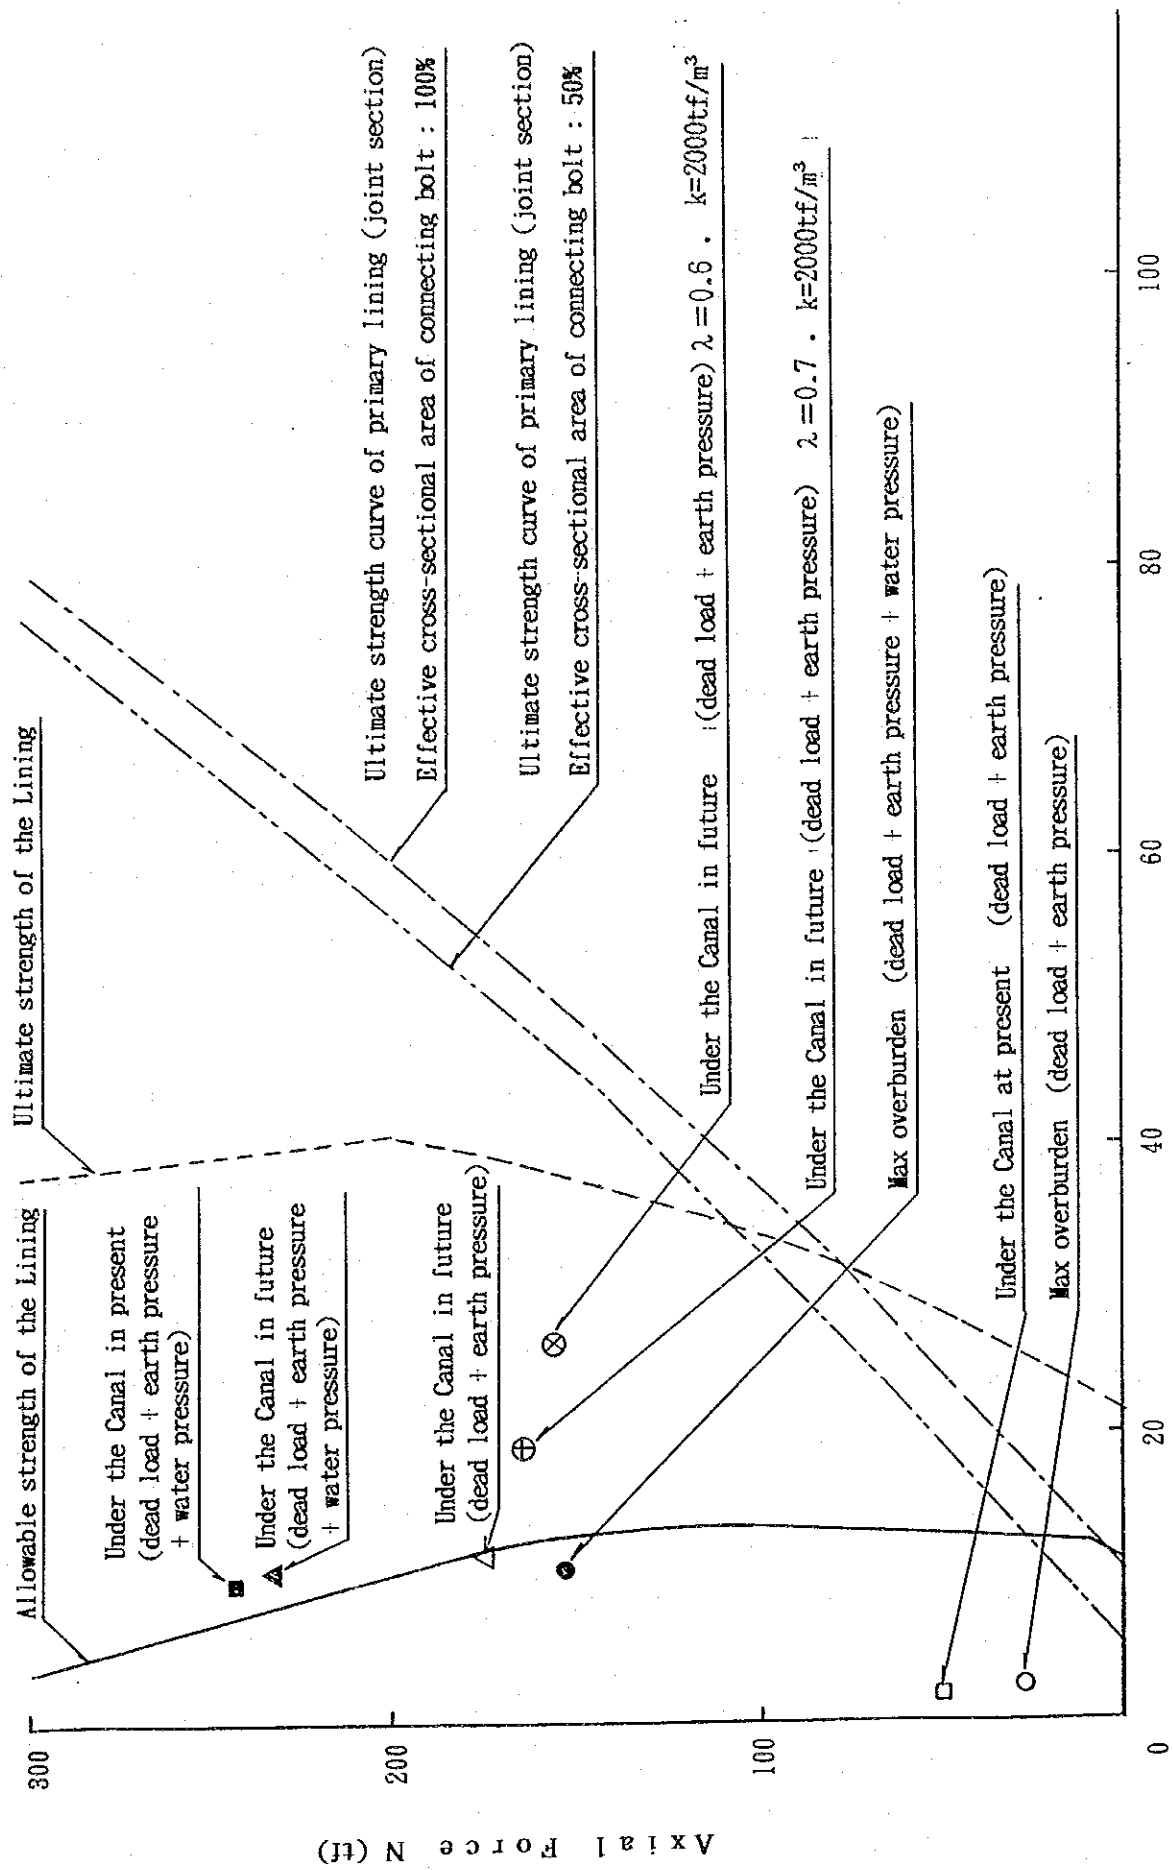 Allowable strength of the Lining
Ultimate strength of the Lining
Under the Canal in present
(dead load + earth pressure
+ water pressure)
Under the Canal in future
(dead load + earth pressure
+ water pressure)
Under the Canal in future
(dead load + earth pressure)
Ultimate strength curve of primary lining (joint section)
Effective cross-sectional area of connecting bolt : 100%
Ultimate strength curve of primary lining (joint section)
Effective cross-sectional area of connecting bolt : 50%
Under the Canal in future (dead load + earth pressure) λ=0.6 . k=2000tf/m³
Under the Canal in future (dead load + earth pressure) λ=0.7 . k=2000tf/m³
Max overburden (dead load + earth pressure + water pressure)
Under the Canal at present (dead load + earth pressure)
Max overburden (dead load + earth pressure)
Axial Force N (tf)
300
200
100
0
20
40
60
80
100